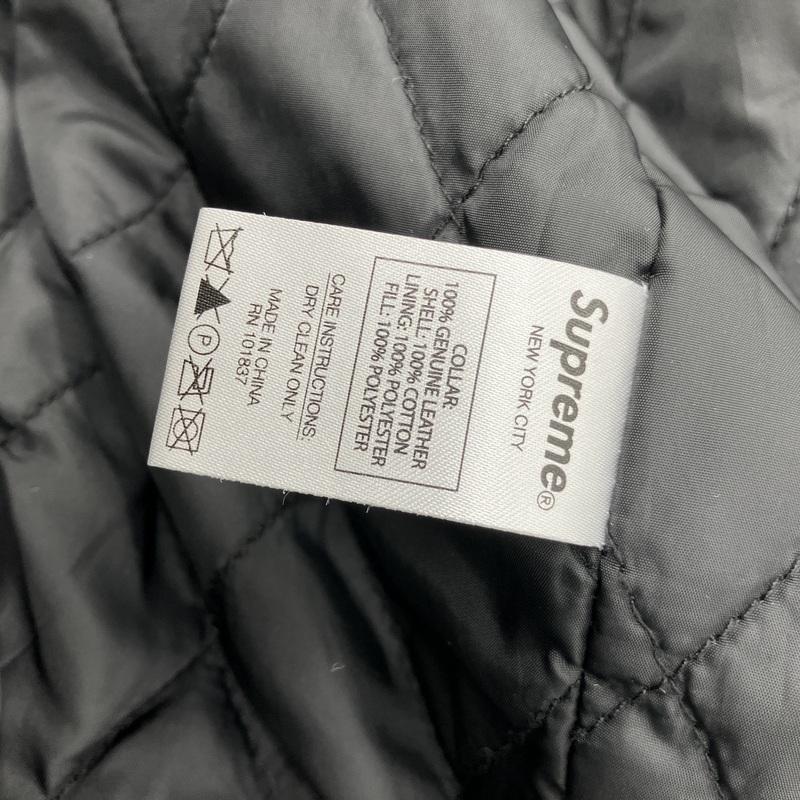 Supreme®
NEW YORK CITY
COLLAR:
100% GENUINE LEATHER
SHELL: 100% COTTON
LINING: 100% POLYESTER
FILL: 100% POLYESTER
CARE INSTRUCTIONS:
DRY CLEAN ONLY
MADE IN CHINA
RN 101837
P